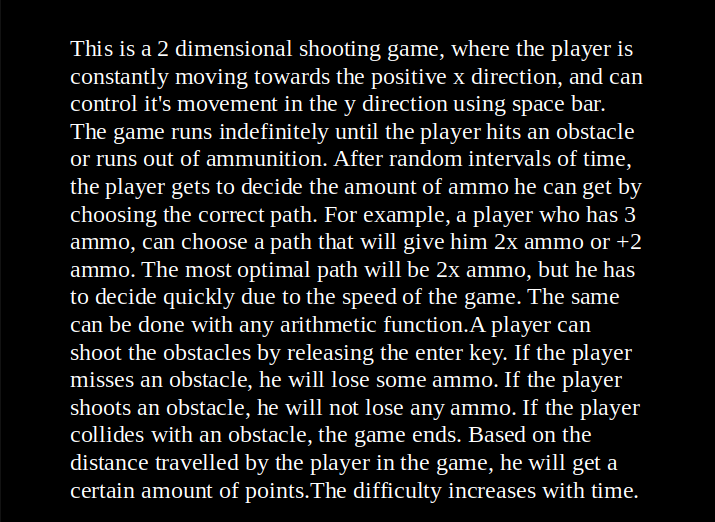 This is a 2 dimensional shooting game, where the player is
constantly moving towards the positive x direction, and can
control it's movement in the y direction using space bar.
The game runs indefinitely until the player hits an obstacle
or runs out of ammunition. After random intervals of time,
the player gets to decide the amount of ammo he can get by
choosing the correct path. For example, a player who has 3
ammo, can choose a path that will give him 2x ammo or +2
ammo. The most optimal path will be 2x ammo, but he has
to decide quickly due to the speed of the game. The same
can be done with any arithmetic function.A player can
shoot the obstacles by releasing the enter key. If the player
misses an obstacle, he will lose some ammo. If the player
shoots an obstacle, he will not lose any ammo. If the player
collides with an obstacle, the game ends. Based on the
distance travelled by the player in the game, he will get a
certain amount of points.The difficulty increases with time.